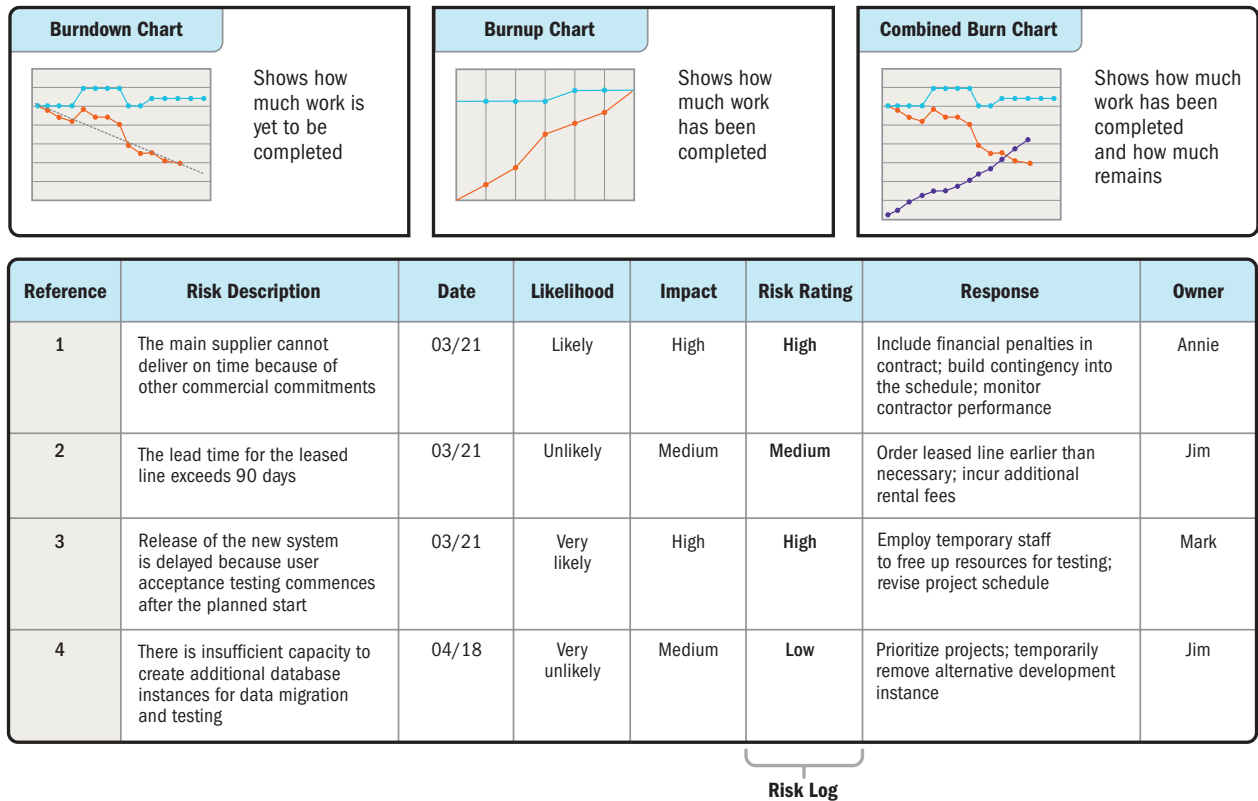 Burndown Chart
Shows how
much work is
yet to be
completed
Burnup Chart
Shows how
much work
has been
completed
Combined Burn Chart
Shows how much
work has been
completed
and how much
remains
Reference
Risk Description
Date
Likelihood
Impact
Risk Rating
Response
Owner
1
The main supplier cannot
deliver on time because of
other commercial commitments
03/21
Likely
High
High
Include financial penalties in
contract; build contingency into
the schedule; monitor
contractor performance
Annie
2
The lead time for the leased
line exceeds 90 days
03/21
Unlikely
Medium
Medium
Order leased line earlier than
necessary; incur additional
rental fees
Jim
3
Release of the new system
is delayed because user
acceptance testing commences
after the planned start
03/21
Very
likely
High
High
Employ temporary staff
to free up resources for testing;
revise project schedule
Mark
4
There is insufficient capacity to
create additional database
instances for data migration
and testing
04/18
Very
unlikely
Medium
Low
Prioritize projects; temporarily
remove alternative development
instance
Jim
Risk Log